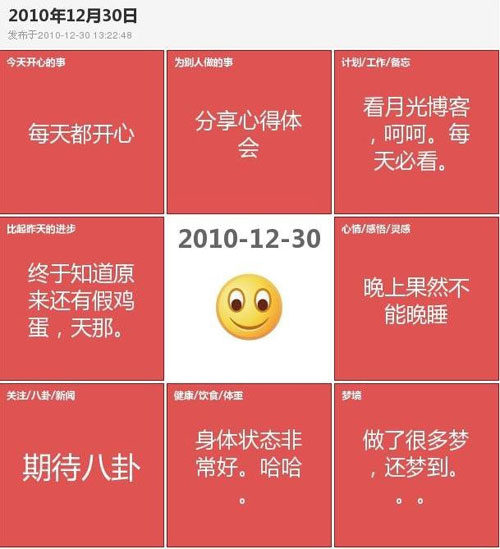 2010年12月30日
发布于2010-12-30 13:22:48
今天开心的事
每天都开心
为别人做的事
分享心得体
会
计划/工作/备忘
看月光博客
，呵呵。每
天必看。
比起昨天的进步
终于知道原
来还有假鸡
蛋，天那。
2010-12-30
心情/感悟/灵感
晚上果然不
能晚睡
关注/八卦/新闻
期待八卦
健康/饮食/体重
身体状态非
常好。哈哈
。
梦境
做了很多梦
，还梦到。
。。